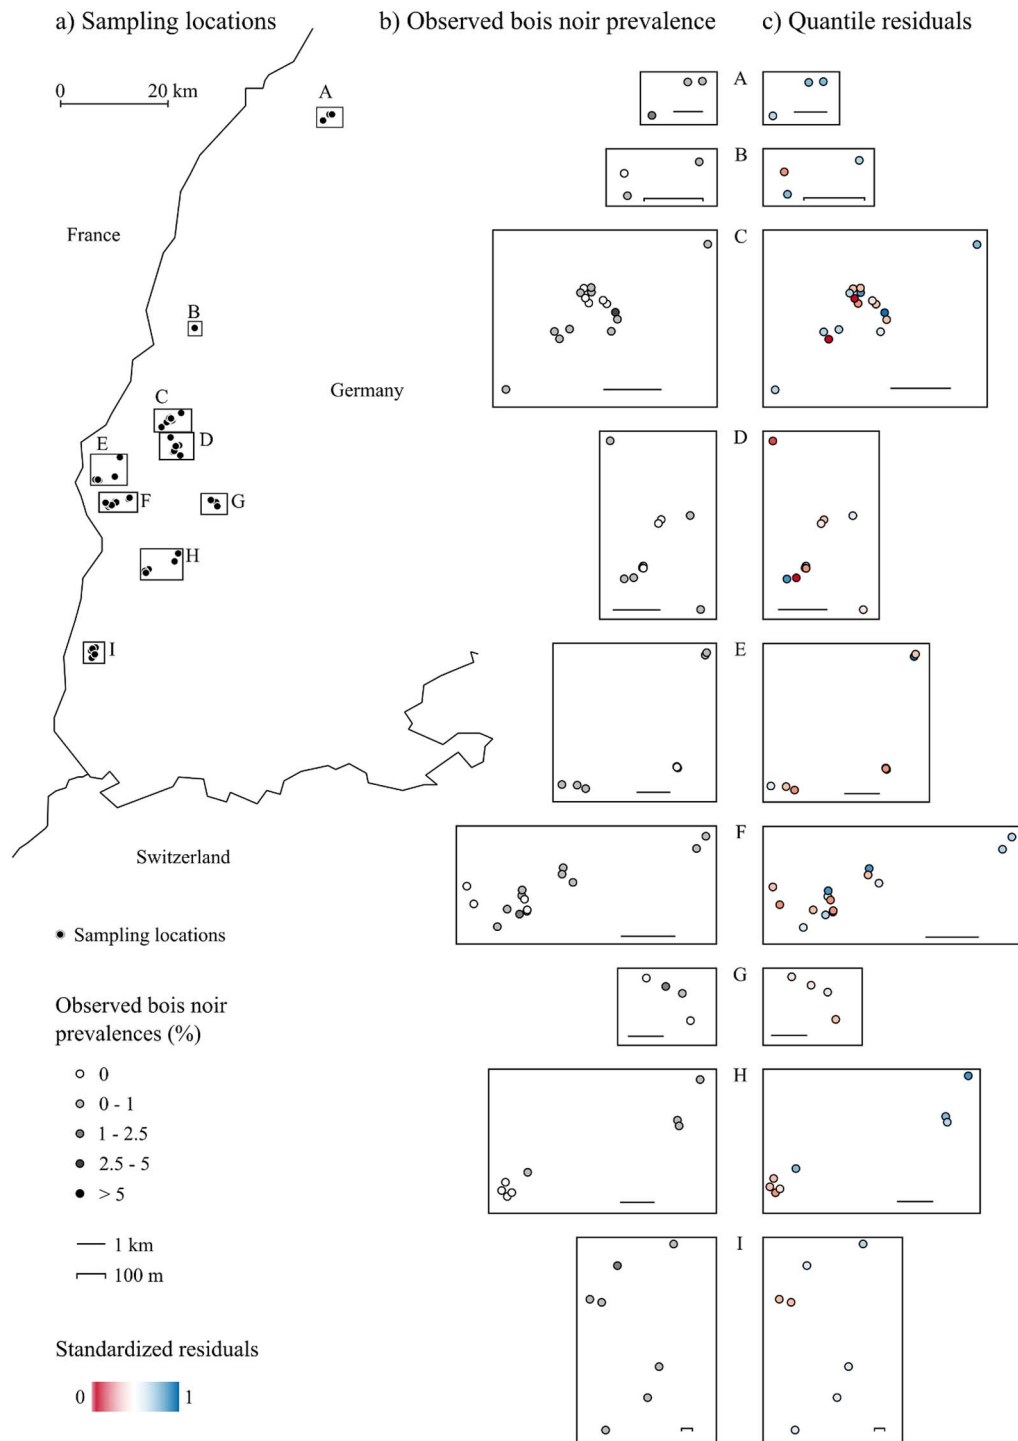 a) Sampling locations
b) Observed bois noir prevalence
c) Quantile residuals
0 20 km
A
France
B
Germany
C
D
E
F
G
H
I
Switzerland
Sampling locations
Observed bois noir
prevalences (%)
0
0 - 1
1 - 2.5
2.5 - 5
> 5
1 km
100 m
Standardized residuals
0 1
A
B
C
D
E
F
G
H
I